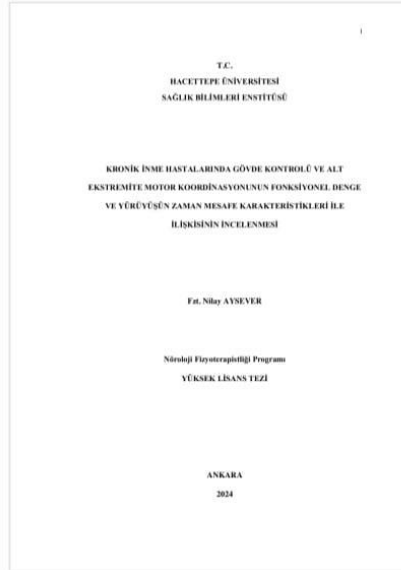 1
T.C.
HACETTEPE ÜNİVERSİTESİ
SAĞLIK BİLİMLERİ ENSTİTÜSÜ
KRONİK İNME HASTALARINDA GÖVDE KONTROLÜ VE ALT
EKSTREMİTE MOTOR KOORDİNASYONUNUN FONKSİYONEL DENGE
VE YÜRÜYÜŞÜN ZAMAN MESAFE KARAKTERİSTİKLERİ İLE
İLİŞKİSİNİN İNCELENMESİ
Fzt. Nilay AYSEVER
Nöroloji Fizyoterapistliği Programı
YÜKSEK LİSANS TEZİ
ANKARA
2024